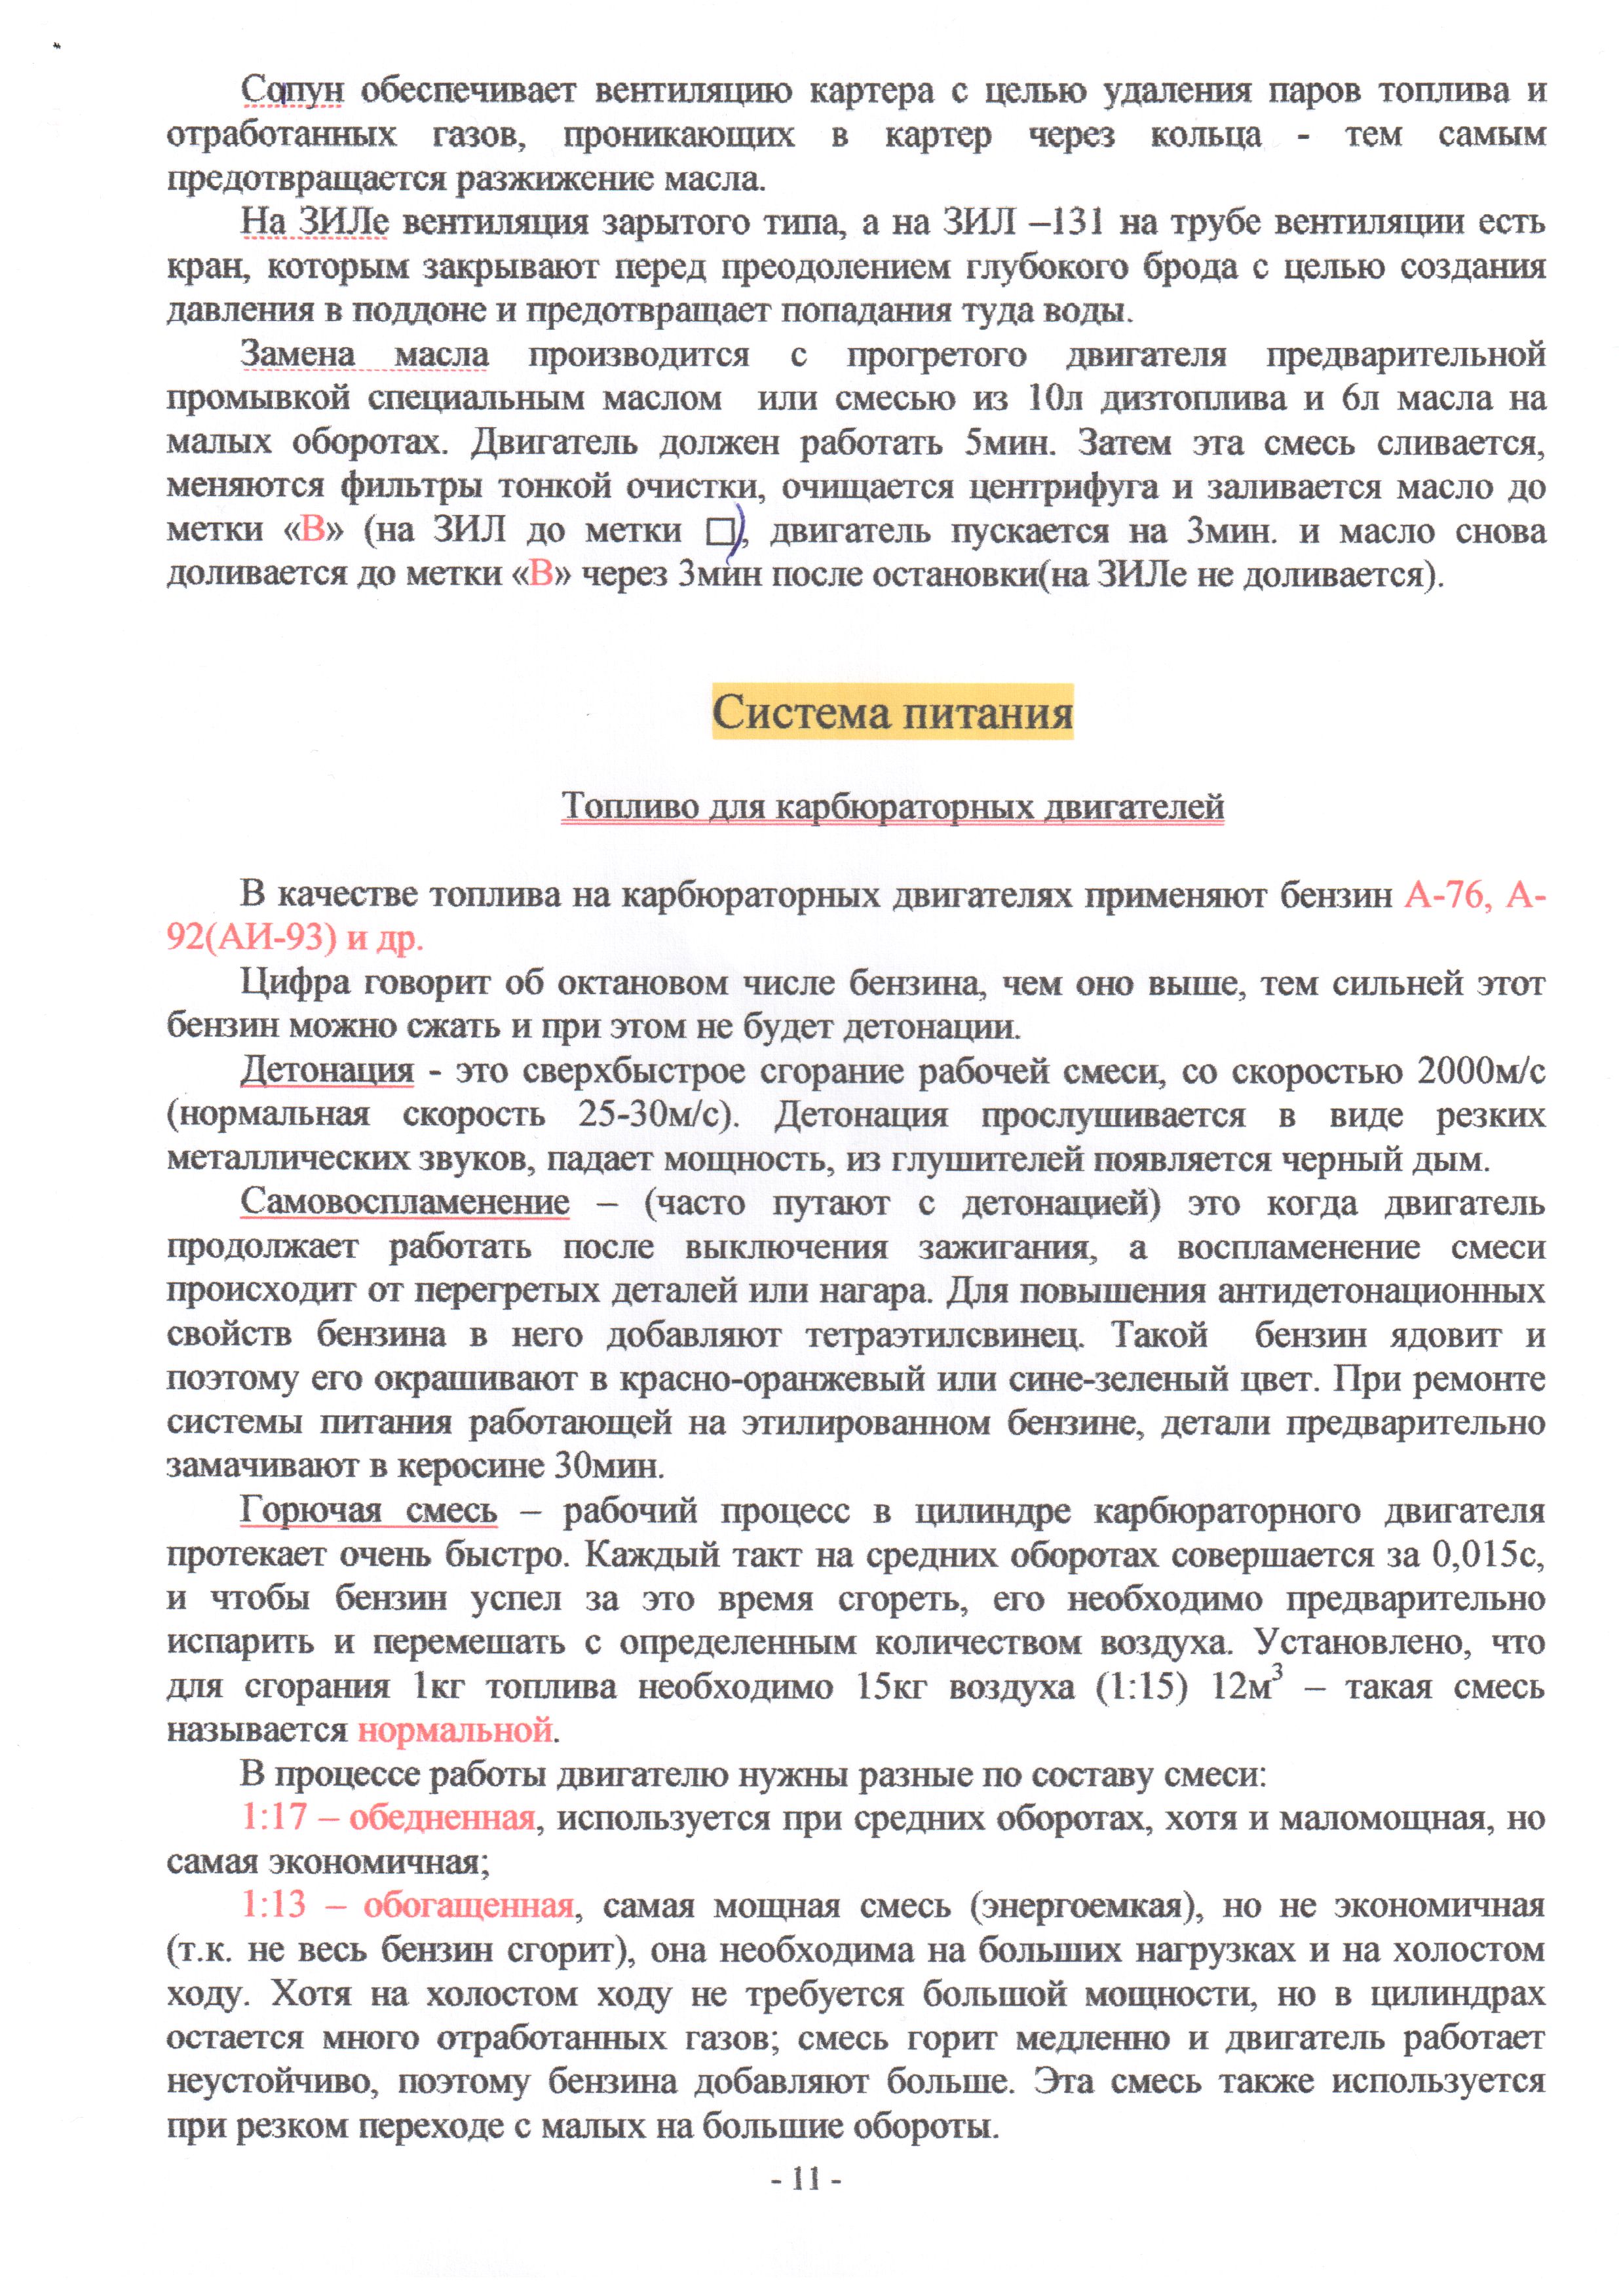 Сапун обеспечивает вентиляцию картера с целью удаления паров топлива и
отработанных газов, проникающих в картер через кольца - тем самым
предотвращается разжижение масла.
На ЗИЛе вентиляция зарытого типа, а на ЗИЛ –131 на трубе вентиляции есть
кран, которым закрывают перед преодолением глубокого брода с целью создания
давления в поддоне и предотвращает попадания туда воды.
Замена масла производится с прогретого двигателя предварительной
промывкой специальным маслом или смесью из 10л дизтоплива и 6л масла на
малых оборотах. Двигатель должен работать 5мин. Затем эта смесь сливается,
меняются фильтры тонкой очистки, очищается центрифуга и заливается масло до
метки «В» (на ЗИЛ до метки □), двигатель пускается на 3мин. и масло снова
доливается до метки «В» через 3мин после остановки(на ЗИЛе не доливается).
Система питания
Топливо для карбюраторных двигателей
В качестве топлива на карбюраторных двигателях применяют бензин А-76, А-
92(АИ-93) и др.
Цифра говорит об октановом числе бензина, чем оно выше, тем сильней этот
бензин можно сжать и при этом не будет детонации.
Детонация - это сверхбыстрое сгорание рабочей смеси, со скоростью 2000м/с
(нормальная скорость 25-30м/с). Детонация прослушивается в виде резких
металлических звуков, падает мощность, из глушителей появляется черный дым.
Самовоспламенение – (часто путают с детонацией) это когда двигатель
продолжает работать после выключения зажигания, а воспламенение смеси
происходит от перегретых деталей или нагара. Для повышения антидетонационных
свойств бензина в него добавляют тетраэтилсвинец. Такой бензин ядовит и
поэтому его окрашивают в красно-оранжевый или сине-зеленый цвет. При ремонте
системы питания работающей на этилированном бензине, детали предварительно
замачивают в керосине 30мин.
Горючая смесь – рабочий процесс в цилиндре карбюраторного двигателя
протекает очень быстро. Каждый такт на средних оборотах совершается за 0,015с,
и чтобы бензин успел за это время сгореть, его необходимо предварительно
испарить и перемешать с определенным количеством воздуха. Установлено, что
для сгорания 1кг топлива необходимо 15кг воздуха (1:15) 12м³ – такая смесь
называется нормальной.
В процессе работы двигателю нужны разные по составу смеси:
1:17 – обедненная, используется при средних оборотах, хотя и маломощная, но
самая экономичная;
1:13 – обогащенная, самая мощная смесь (энергоемкая), но не экономичная
(т.к. не весь бензин сгорит), она необходима на больших нагрузках и на холостом
ходу. Хотя на холостом ходу не требуется большой мощности, но в цилиндрах
остается много отработанных газов; смесь горит медленно и двигатель работает
неустойчиво, поэтому бензина добавляют больше. Эта смесь также используется
при резком переходе с малых на большие обороты.
- 11 -